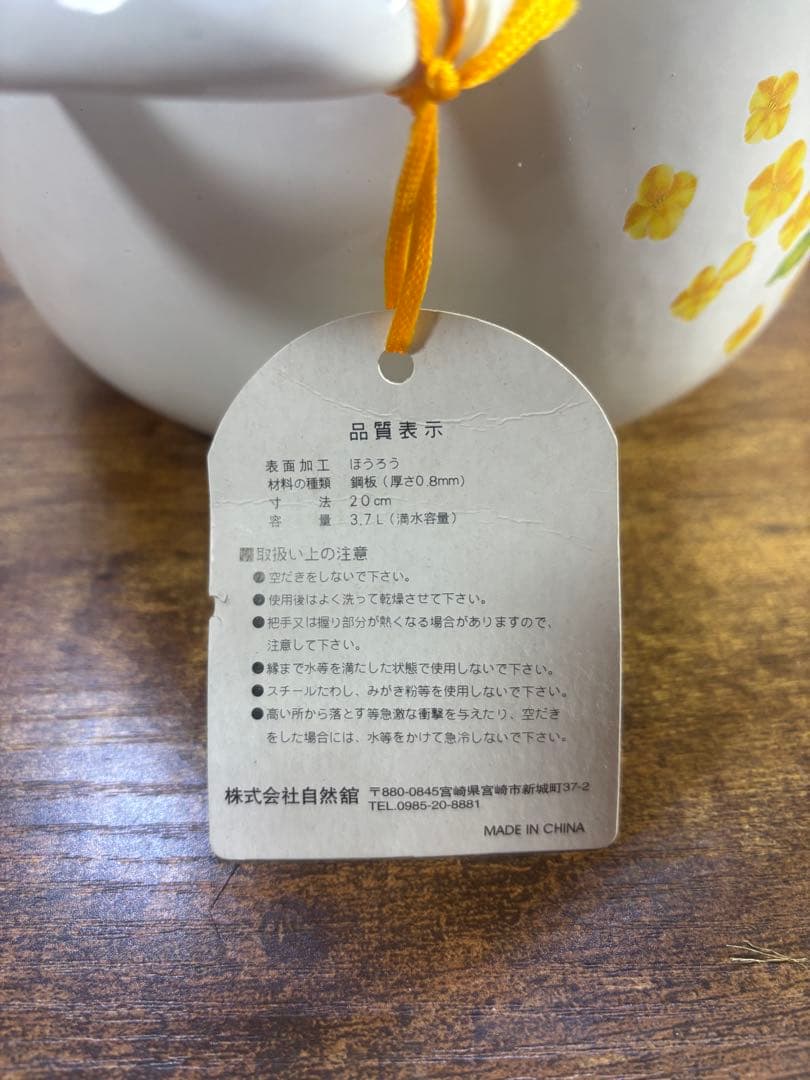 品質表示
表面加工 ほうろう
材料の種類 鋼板（厚さ0.8mm）
寸法 20cm
容量 3.7L（満水容量）
■取扱い上の注意
●空だきをしないで下さい。
●使用後はよく洗って乾燥させて下さい。
●把手又は握り部分が熱くなる場合がありますので、
注意して下さい。
●縁まで水等を満たした状態で使用しないで下さい。
●スチールたわし、みがき粉等を使用しないで下さい。
●高い所から落とす等急激な衝撃を与えたり、空だき
をした場合には、水等をかけて急冷しないで下さい。
株式会社自然舘 〒880-0845宮崎県宮崎市新城町37-2
TEL.0985-20-8881
MADE IN CHINA